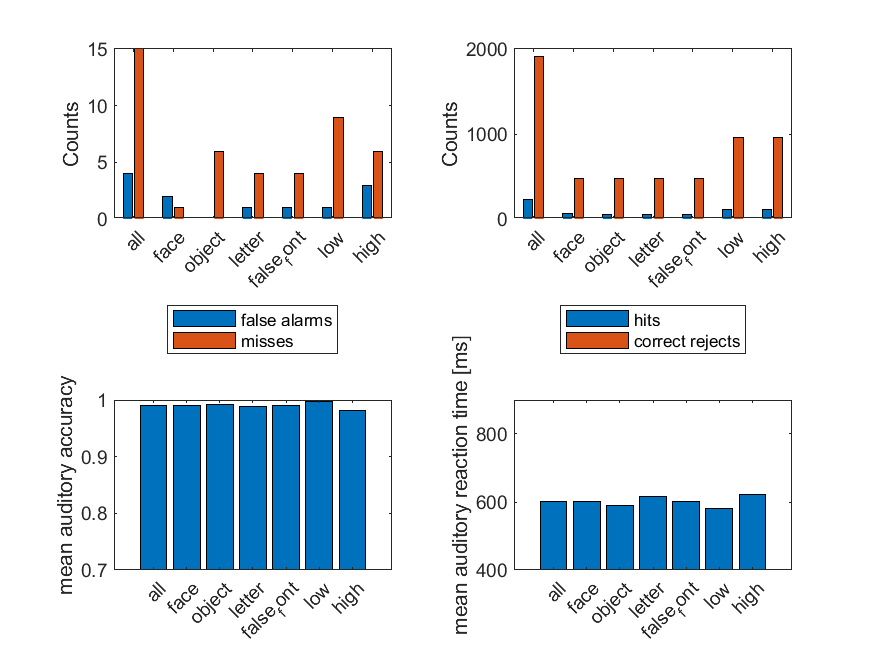 15
10
5
0
Counts
all
face
object
letter
false_font
low
high
false alarms
misses
2000
1000
0
Counts
all
face
object
letter
false_font
low
high
hits
correct rejects
1
0.9
0.8
0.7
mean auditory accuracy
all
face
object
letter
false_font
low
high
800
600
400
mean auditory reaction time [ms]
all
face
object
letter
false_font
low
high